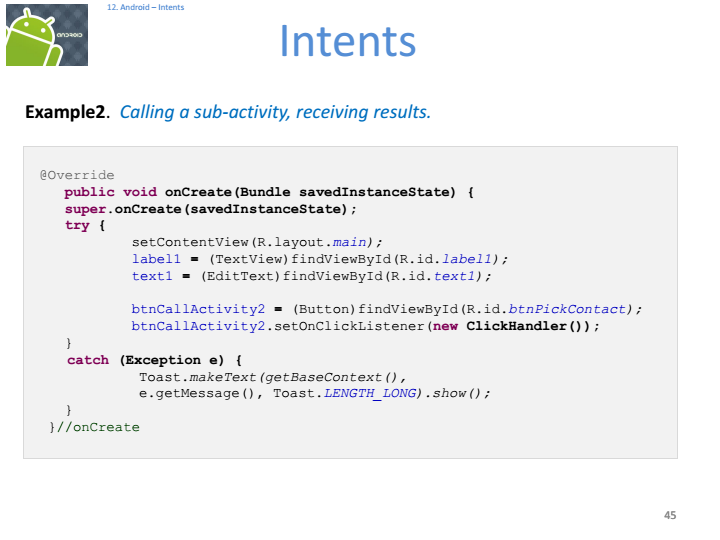 12. Android – Intents
ANDROID
Intents
Example2. Calling a sub-activity, receiving results.
@Override
public void onCreate(Bundle savedInstanceState) {
super.onCreate(savedInstanceState);
try {
setContentView(R.layout.main);
label1 = (TextView)findViewById(R.id.label1);
text1 = (EditText)findViewById(R.id.text1);
btnCallActivity2 = (Button)findViewById(R.id.btnPickContact);
btnCallActivity2.setOnClickListener(new ClickHandler());
}
catch (Exception e) {
Toast.makeText(getBaseContext(),
e.getMessage(), Toast.LENGTH_LONG).show();
}
}//onCreate
45